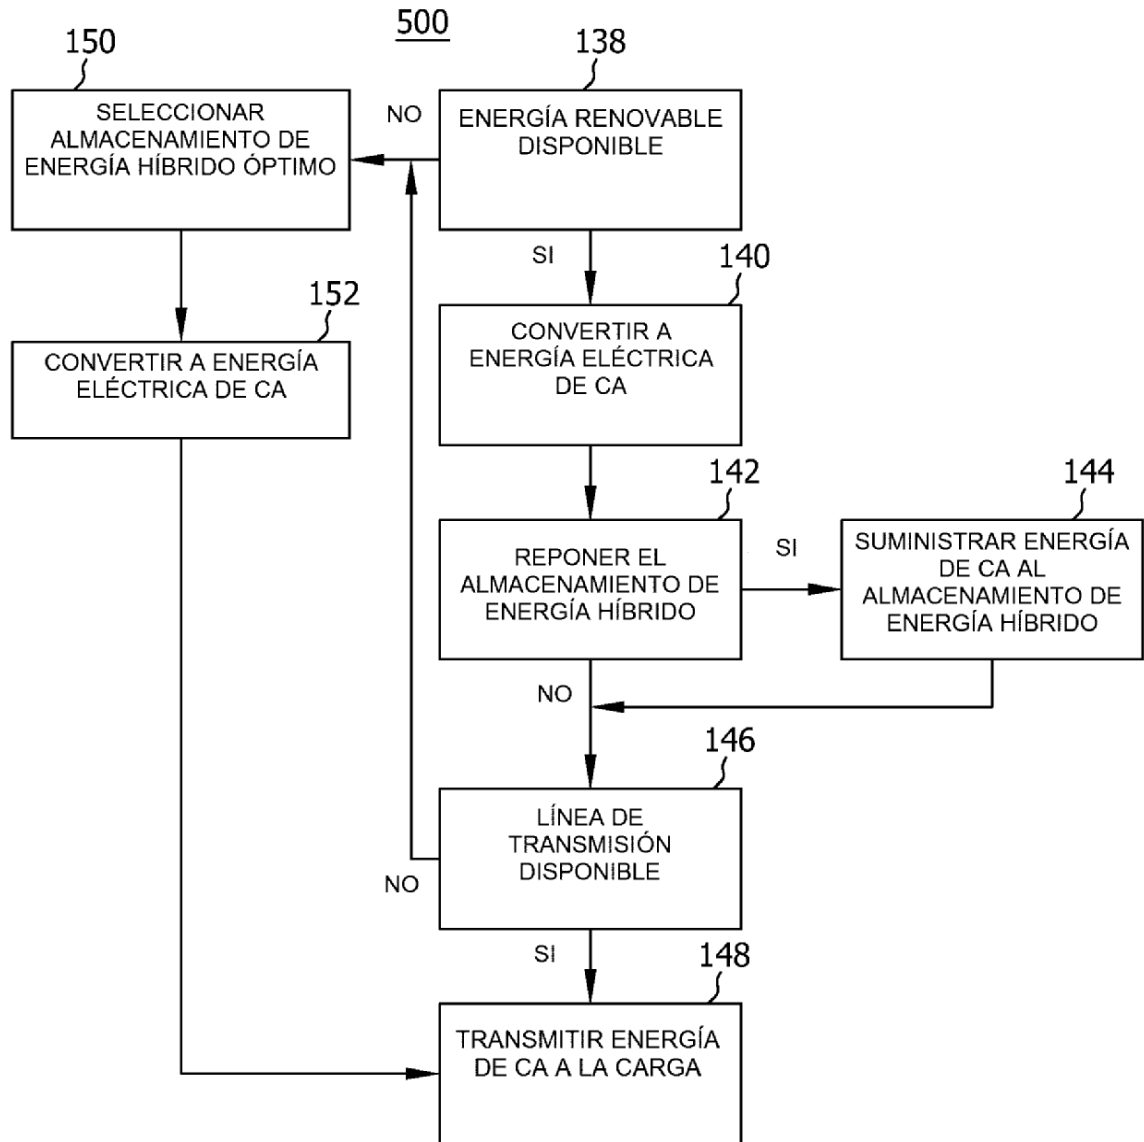 500
150
138
SELECCIONAR
ALMACENAMIENTO DE
ENERGÍA HÍBRIDO ÓPTIMO
NO
ENERGÍA RENOVABLE
DISPONIBLE
SI
140
152
CONVERTIR A ENERGÍA
ELÉCTRICA DE CA
CONVERTIR A
ENERGÍA ELÉCTRICA
DE CA
142
144
REPONER EL
ALMACENAMIENTO DE
ENERGÍA HÍBRIDO
SI
SUMINISTRAR ENERGÍA
DE CA AL
ALMACENAMIENTO DE
ENERGÍA HÍBRIDO
NO
146
LÍNEA DE
TRANSMISIÓN
DISPONIBLE
NO
SI
148
TRANSMITIR ENERGÍA
DE CA A LA CARGA